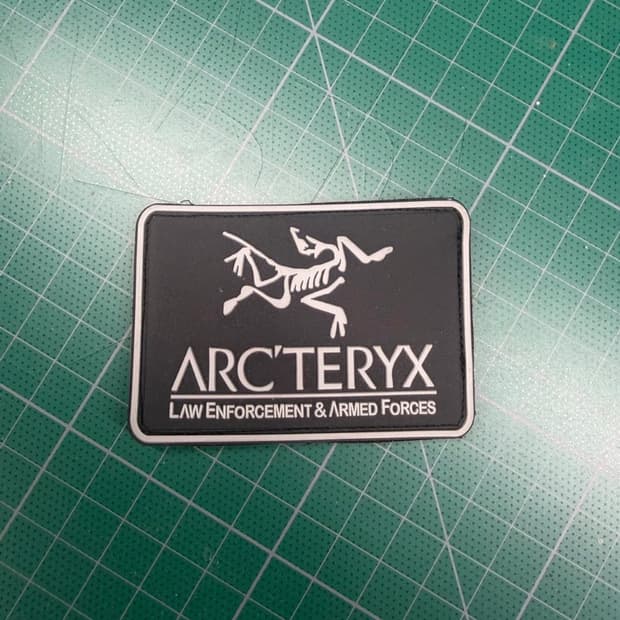 ARC'TERYX
LAW ENFORCEMENT & ARMED FORCES